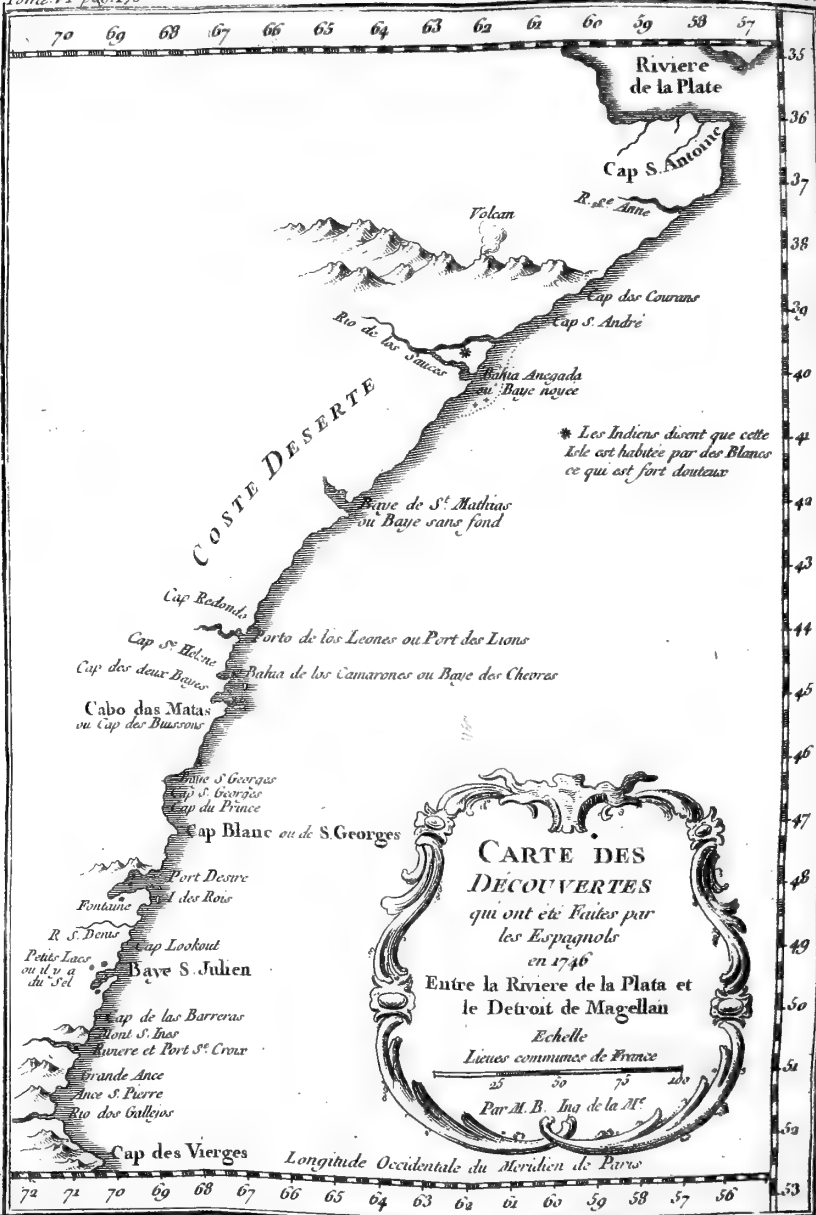 70 69 68 67 66 65 64 63 62 61 61 59 58 57
35
Riviere
de la Plate
36
Cap S. Antoine
37
R. Ste Anne
Volcan
38
Cap des Courans
39
Cap S. André
Rio de los Sauces
40
Bahia Anegada
ou Baye noyee
COSTE DESERTE
41
* Les Indiens disent que cette
Isle est habitée par des Blancs
ce qui est fort douteux
42
Baye de St. Mathias
ou Baye sans fond
43
Cap Redondo
44
Porto de los Leones ou Port des Lions
Cap Ste Helene
Cap des deux Bayes
Bahia de los Camarones ou Baye des Chevres
45
Cabo das Matas
ou Cap des Buissons
46
Baye S Georges
Cap S. Georges
Cap du Prince
47
Cap Blanc ou de S. Georges
Port Desire
48
Fontaine
I des Rois
R S. Denis
Cap Lookout
49
Petits Lacs
ou il y a
du Sel
Baye S. Julien
50
Cap de las Barreras
Mont S. Ines
Riviere et Port Ste. Croix
51
Grande Ance
Ance S. Pierre
Rio dos Gallejos
52
Cap des Vierges
53
CARTE DES
DÉCOUVERTES
qui ont été Faites par
les Espagnols
en 1746
Entre la Riviere de la Plata et
le Detroit de Magellan
Echelle
Lieues communes de France
25 50 75 100
Par M. B. Ing de la Me.
Longitude Occidentale du Meridien de Paris
72 71 70 69 68 67 66 65 64 63 62 61 60 59 58 57 56